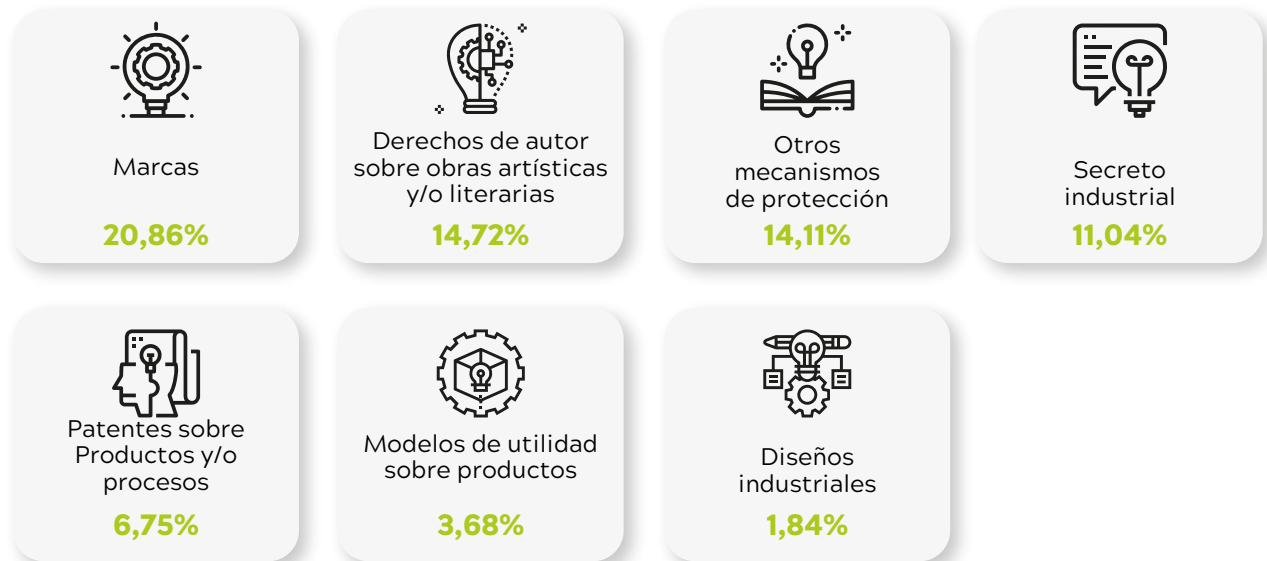 Marcas
20,86%
Derechos de autor
sobre obras artísticas
y/o literarias
14,72%
Otros
mecanismos
de protección
14,11%
Secreto
industrial
11,04%
Patentes sobre
Productos y/o
procesos
6,75%
Modelos de utilidad
sobre productos
3,68%
Diseños
industriales
1,84%